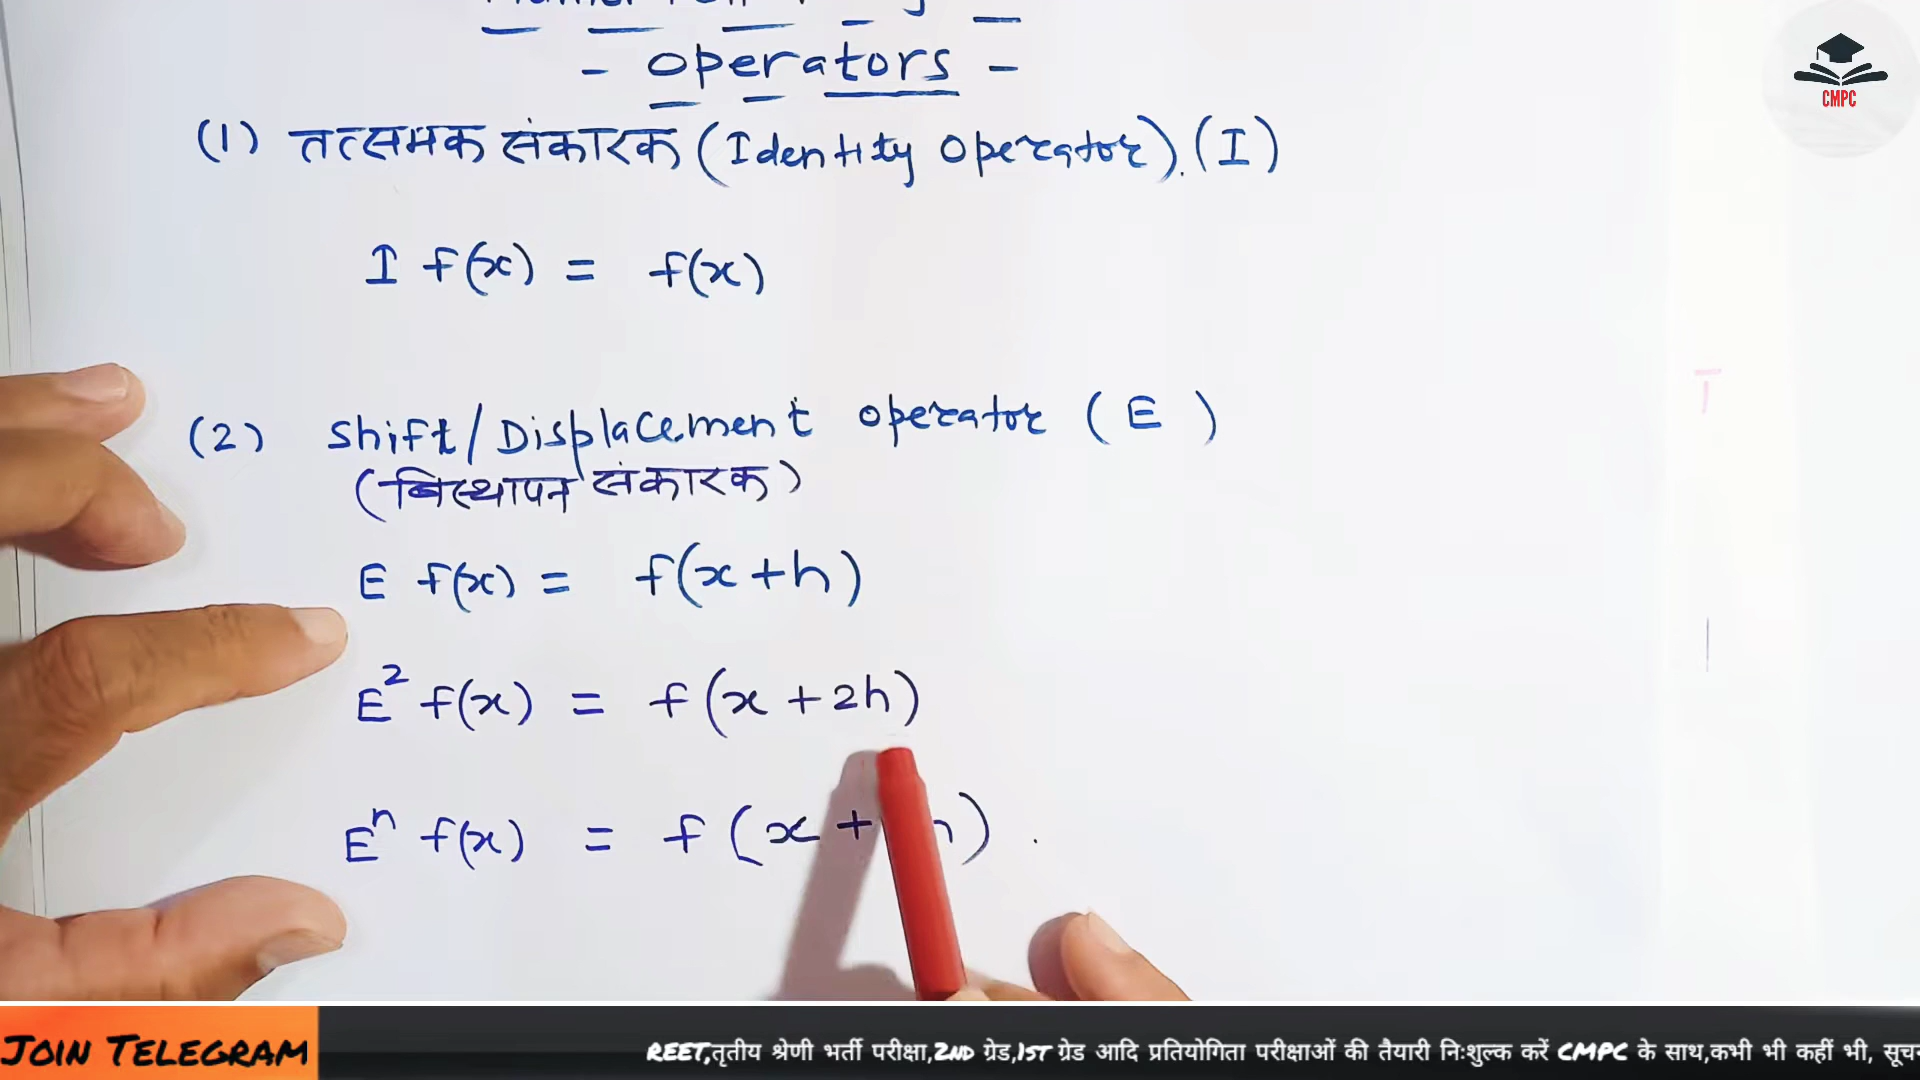 - Operators -
CMPC
(1) तत्समक संकारक (Identity Operator).(I)
I f(x) = f(x)
(2) Shift/Displacement operator (E)
(विस्थापन संकारक)
E f(x) = f(x+h)
E² f(x) = f(x+2h)
Eⁿ f(x) = f(x+ h).
JOIN TELEGRAM
REET,तृतीय श्रेणी भर्ती परीक्षा,2ND ग्रेड,1ST ग्रेड आदि प्रतियोगिता परीक्षाओं की तैयारी निःशुल्क करें CMPC के साथ,कभी भी कहीं भी,